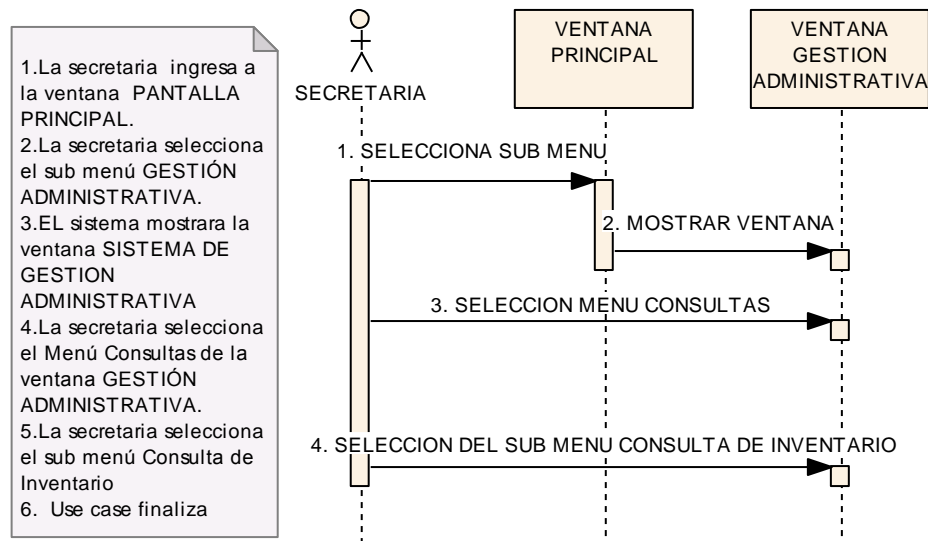 1.La secretaria ingresa a
la ventana PANTALLA
PRINCIPAL.
2.La secretaria selecciona
el sub menú GESTIÓN
ADMINISTRATIVA.
3.EL sistema mostrara la
ventana SISTEMA DE
GESTION
ADMINISTRATIVA
4.La secretaria selecciona
el Menú Consultas de la
ventana GESTIÓN
ADMINISTRATIVA.
5.La secretaria selecciona
el sub menú Consulta de
Inventario
6. Use case finaliza
SECRETARIA
VENTANA
PRINCIPAL
VENTANA
GESTION
ADMINISTRATIVA
1. SELECCIONA SUB MENU
2. MOSTRAR VENTANA
3. SELECCION MENU CONSULTAS
4. SELECCION DEL SUB MENU CONSULTA DE INVENTARIO